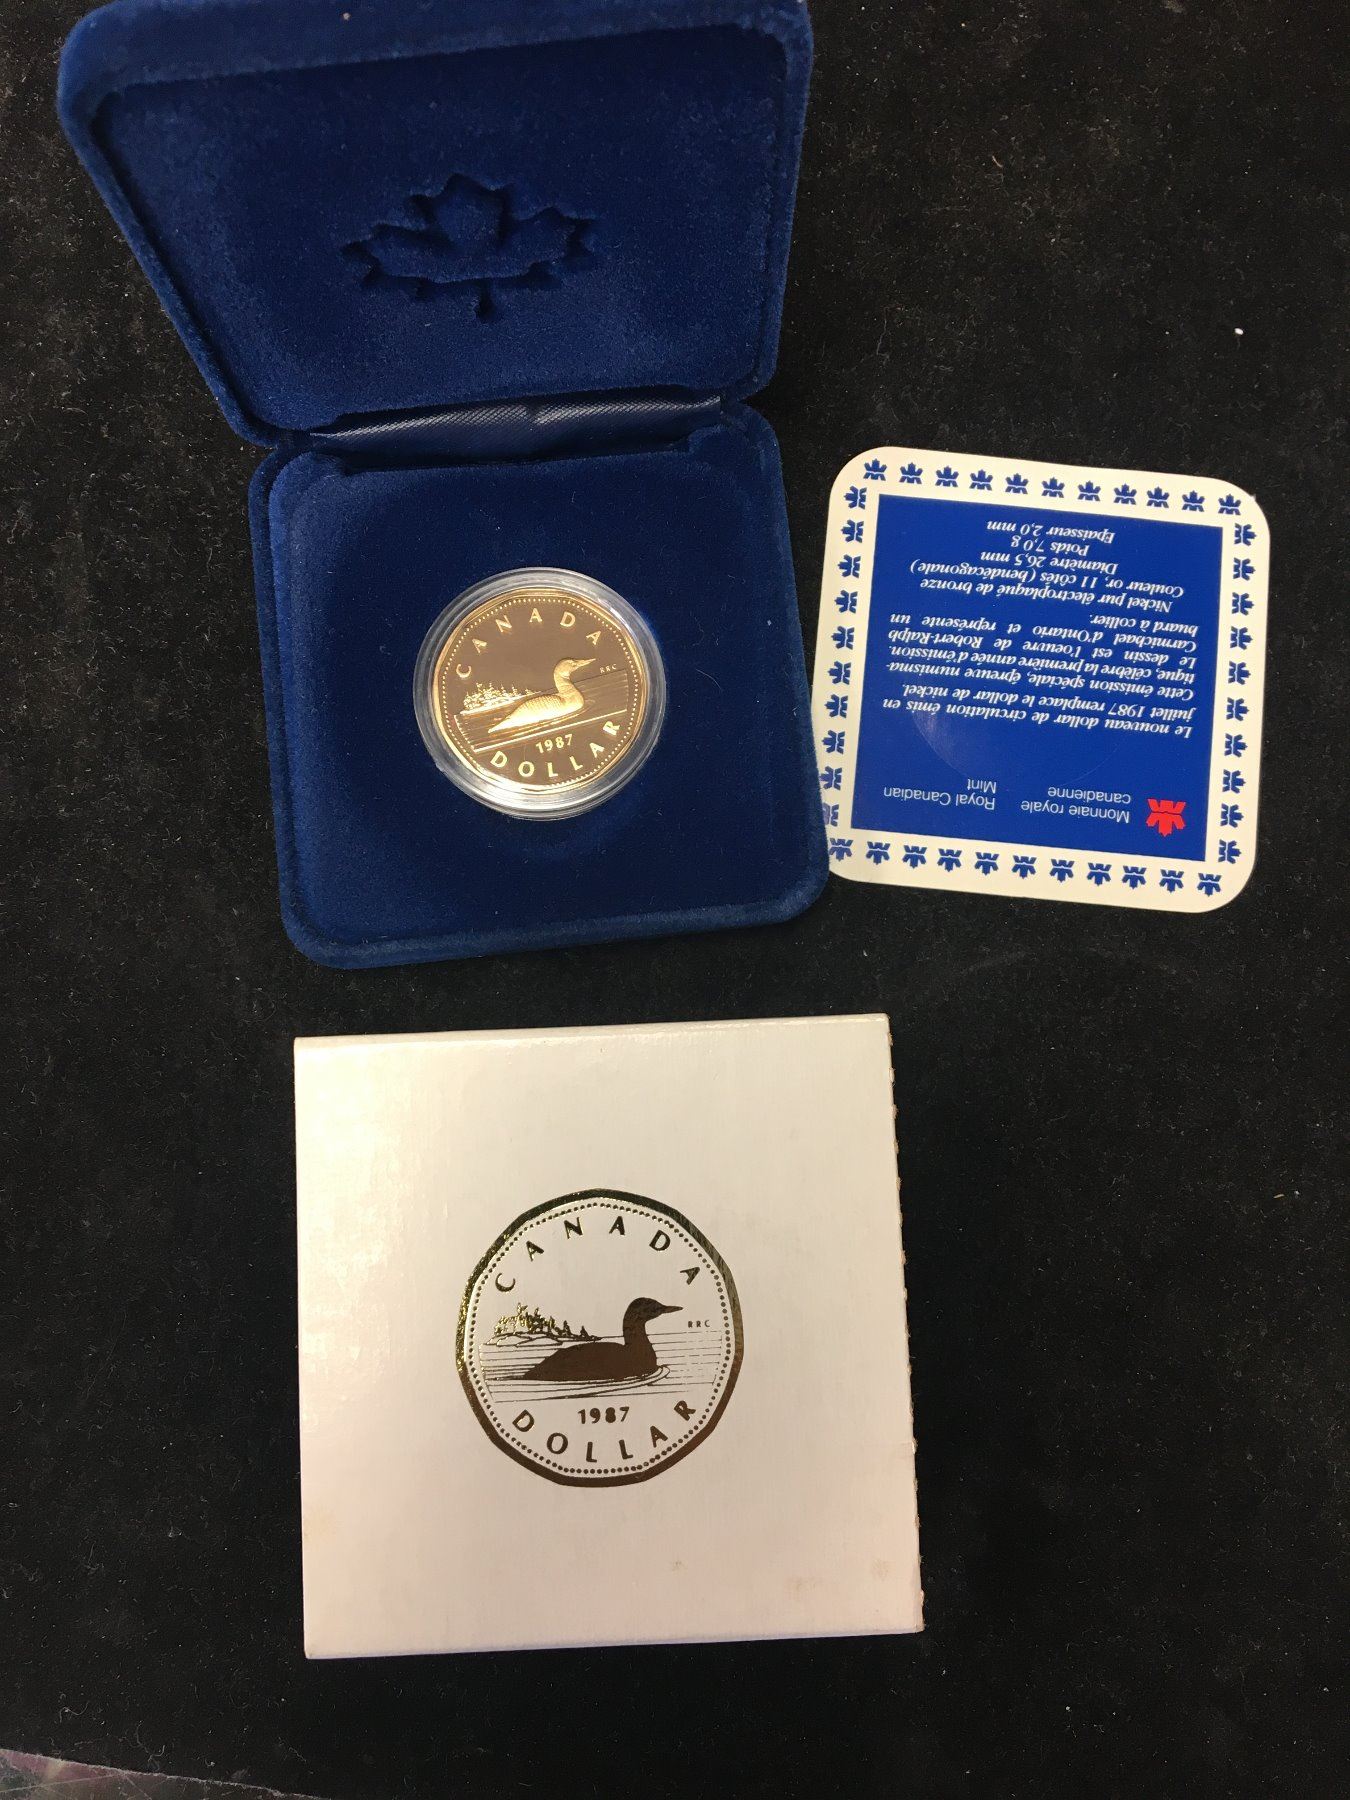 CANADA
RRC
1987
DOLLAR
Monnaie royale
canadienne
Royal Canadian
Mint
Le nouveau dollar de circulation émis en
juillet 1987 remplace le dollar de nickel.
Cette émission spéciale, épreuve numisma-
tique, célèbre la première année d'émission.
Le dessin est l'oeuvre de Robert-Ralph
Carmichael d'Ontario et représente un
huard à collier.
Nickel pur électroplaqué de bronze
Couleur or, 11 côtés (hendécagonale)
Diamètre 26,5 mm
Poids 7,0 g
Epaisseur 2,0 mm
CANADA
RRC
1987
DOLLAR